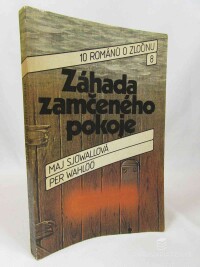 10 ROMÁNŮ O ZLOČINU
8
Záhada
zamčeného
pokoje
MAJ SJÖWALLOVÁ
PER WAHLÖÖ